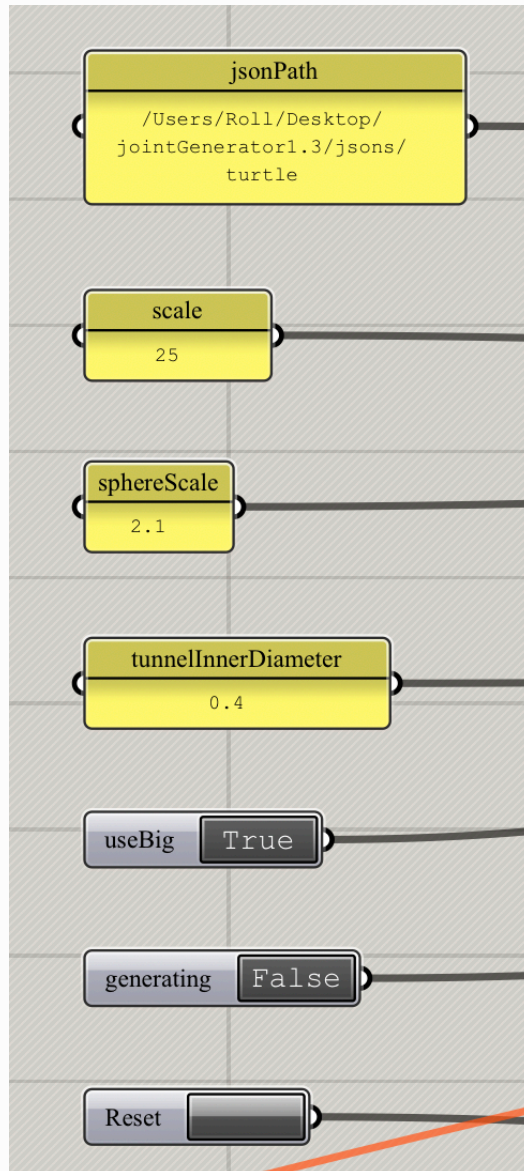 jsonPath
/Users/Roll/Desktop/
jointGenerator1.3/jsons/
turtle
scale
25
sphereScale
2.1
tunnelInnerDiameter
0.4
useBig True
generating False
Reset